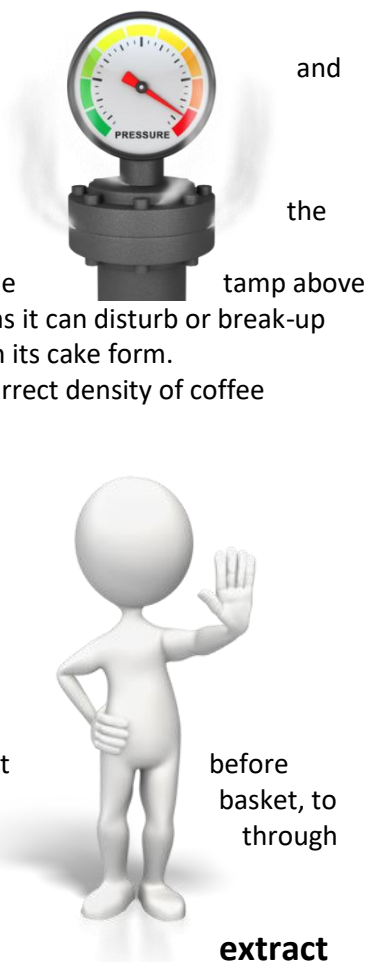 PRESSURE
and
the
e tamp above
as it can disturb or break-up
n its cake form.
rrect density of coffee
t before
basket, to
through
extract